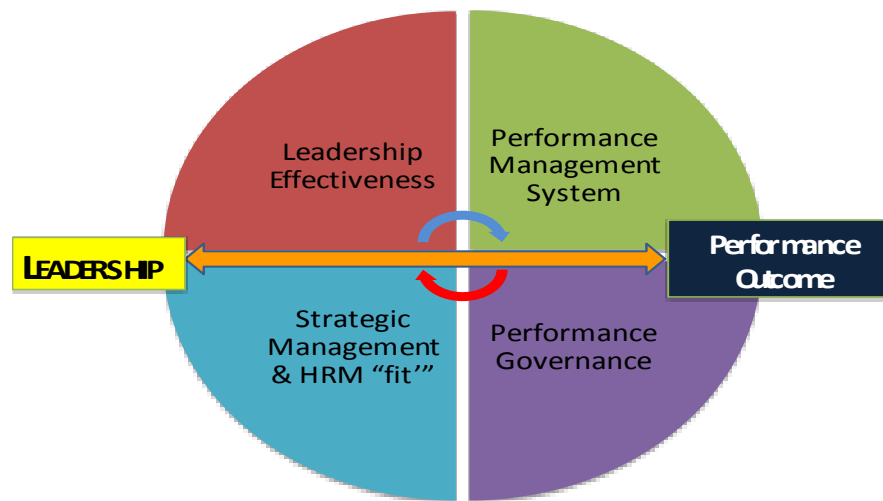 Leadership
Effectiveness
Performance
Management
System
LEADERSHIP
Performance
Outcome
Strategic
Management
& HRM “fit’”
Performance
Governance